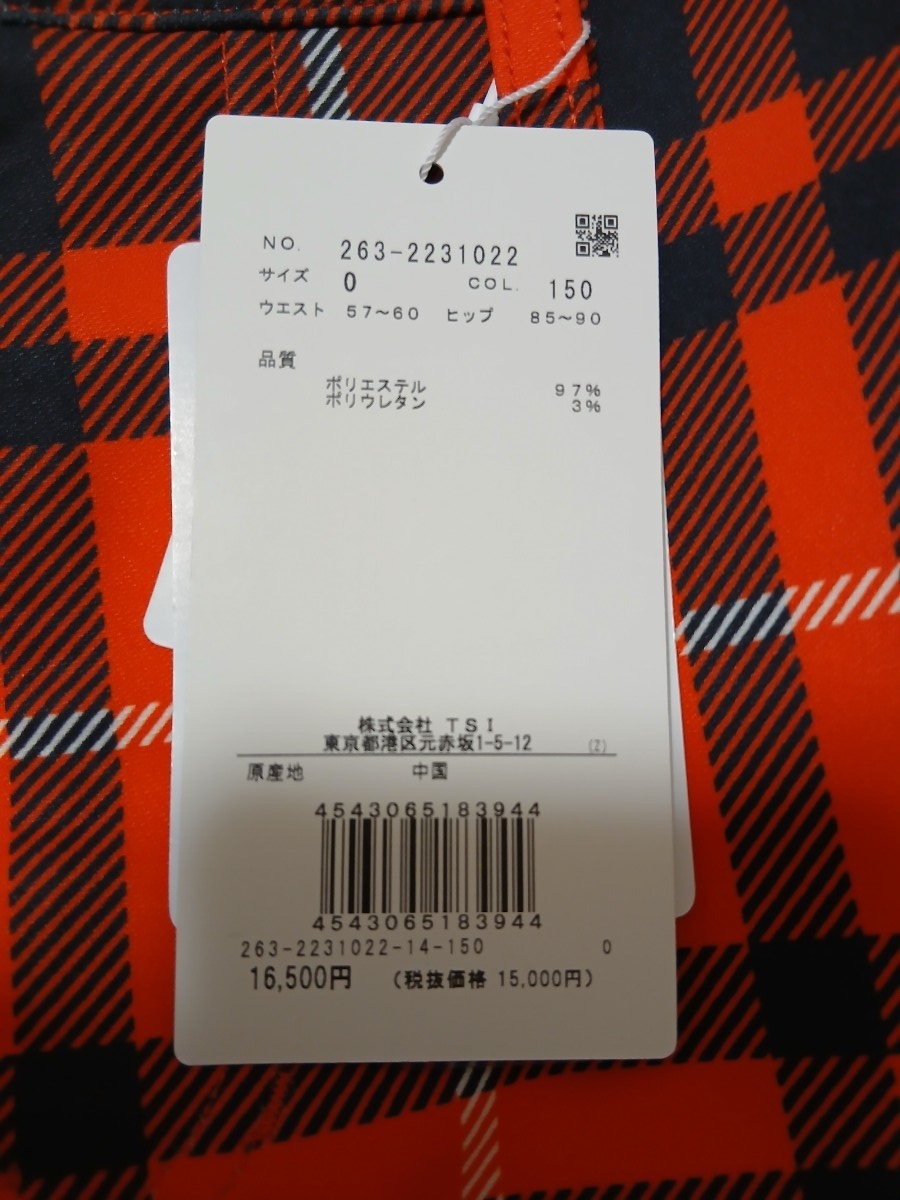 NO. 263-2231022
サイズ 0 COL. 150
ウエスト 57～60 ヒップ 85～90
品質
ポリエステル 97%
ポリウレタン 3%
株式会社 TSI
東京都港区元赤坂1-5-12 (Z)
原産地 中国
4543065183944
4543065183944
263-2231022-14-150 0
16,500円 (税抜価格 15,000円)